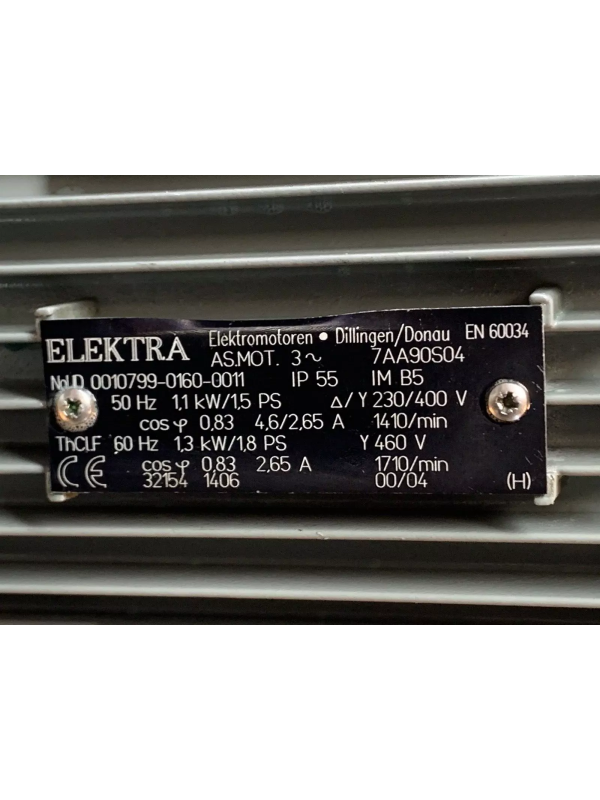 ELEKTRA Elektromotoren • Dillingen/Donau EN 60034
AS.MOT. 3~ 7AA90S04
0010799-0160-0011 IP 55 IM B5
50 Hz 1,1 kW/1,5 PS Δ/Y 230/400 V
cos φ 0,83 4,6/2,65 A 1410/min
Th.Cl.F 60 Hz 1,3 kW/1,8 PS Y 460 V
CE cos φ 0,83 2,65 A 1710/min
32154 1406 00/04 (H)